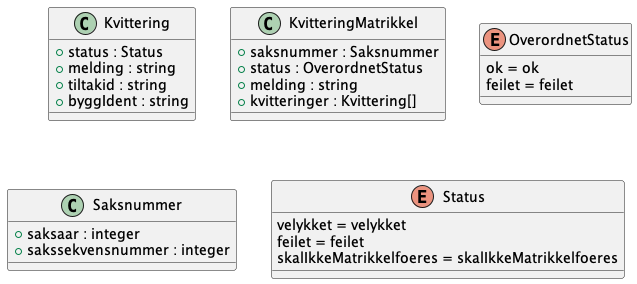 C Kvittering
status : Status
melding : string
tiltakid : string
byggIdent : string
C KvitteringMatrikkel
saksnummer : Saksnummer
status : OverordnetStatus
melding : string
kvitteringer : Kvittering[]
E OverordnetStatus
ok = ok
feilet = feilet
C Saksnummer
saksaar : integer
sakssekvensnummer : integer
E Status
velykket = velykket
feilet = feilet
skalIkkeMatrikkelfoeres = skalIkkeMatrikkelfoeres